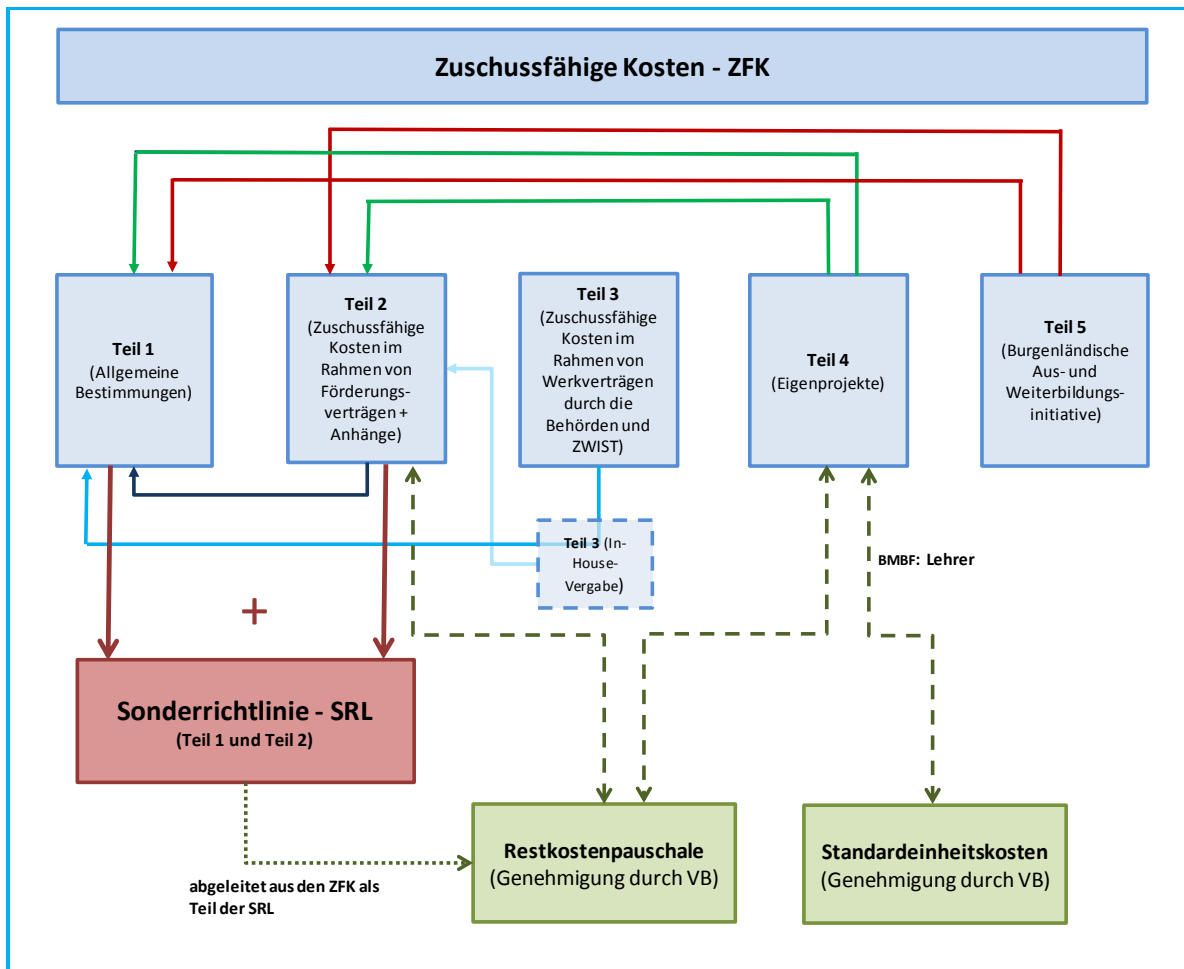 Zuschussfähige Kosten - ZFK
Teil 1
(Allgemeine
Bestimmungen)
Teil 2
(Zuschussfähige
Kosten im
Rahmen von
Förderungs-
verträgen +
Anhänge)
Teil 3
(Zuschussfähige
Kosten im
Rahmen von
Werkverträgen
durch die
Behörden und
ZWIST)
Teil 4
(Eigenprojekte)
Teil 5
(Burgenländische
Aus- und
Weiterbildungs-
initiative)
Teil 3 (In-
House-
Vergabe)
BMBF: Lehrer
+
Sonderrichtlinie - SRL
(Teil 1 und Teil 2)
Restkostenpauschale
(Genehmigung durch VB)
Standardeinheitskosten
(Genehmigung durch VB)
abgeleitet aus den ZFK als
Teil der SRL